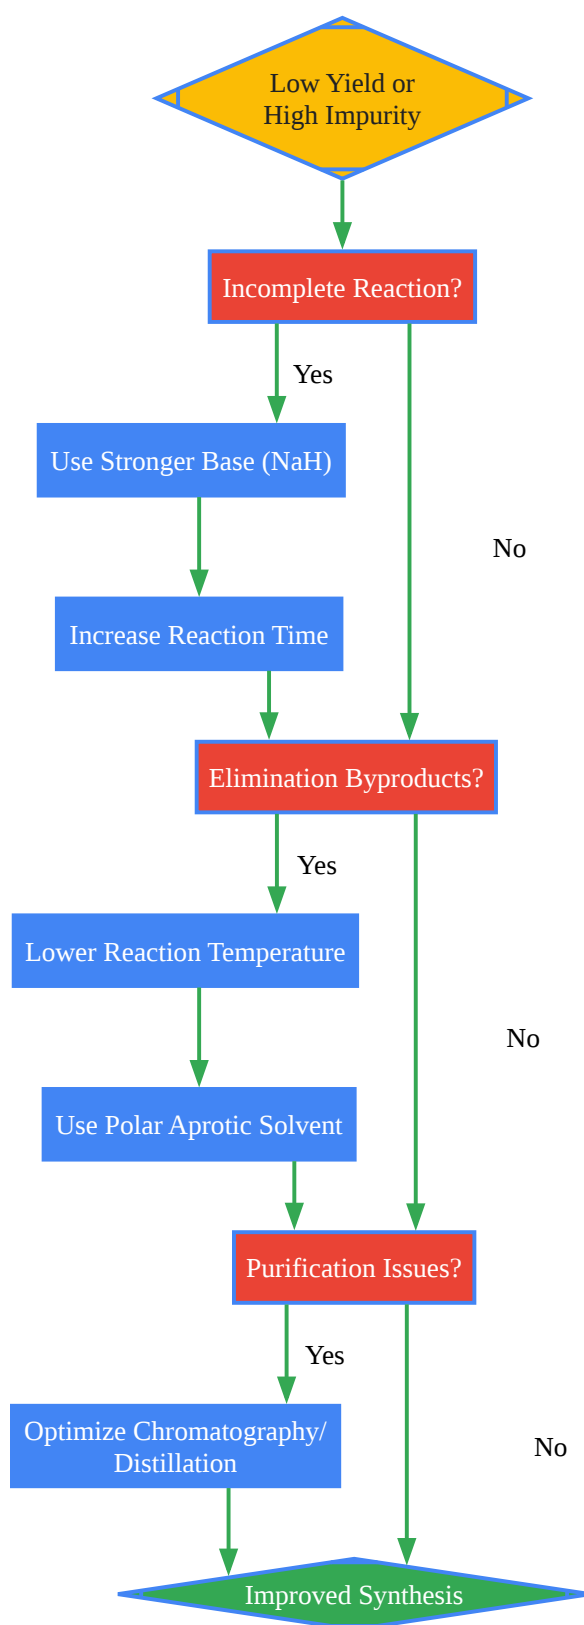 Low Yield or
High Impurity
Incomplete Reaction?
Yes
Use Stronger Base (NaH)
No
Increase Reaction Time
Elimination Byproducts?
Yes
Lower Reaction Temperature
No
Use Polar Aprotic Solvent
Purification Issues?
Yes
Optimize Chromatography/
Distillation
No
Improved Synthesis